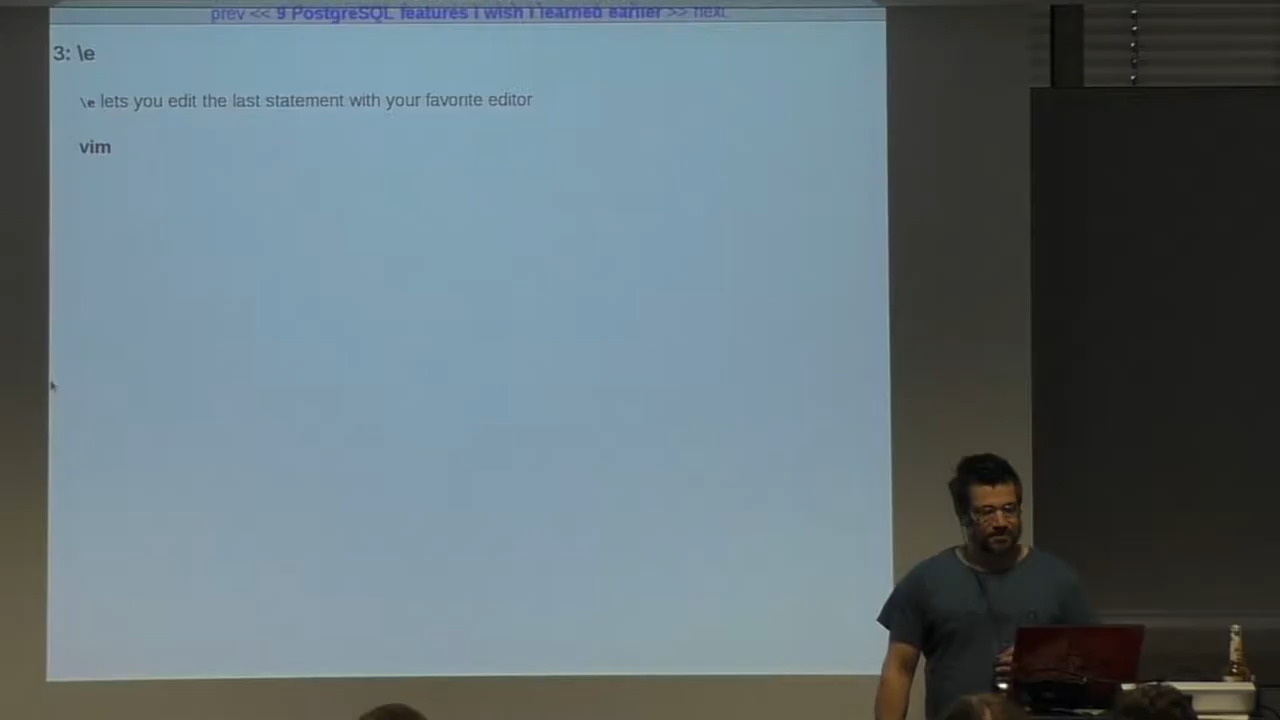 prev << 9 PostgreSQL features I wish I learned earlier >> next
3: \e
\e lets you edit the last statement with your favorite editor
vim